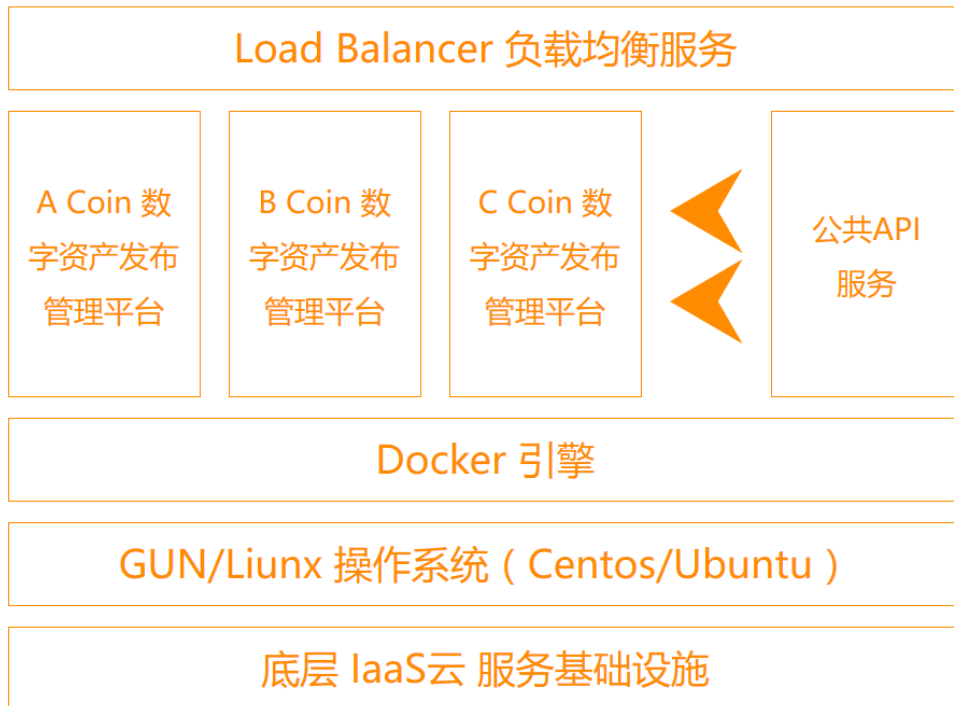 Load Balancer 负载均衡服务
A Coin 数
字资产发布
管理平台
B Coin 数
字资产发布
管理平台
C Coin 数
字资产发布
管理平台
公共API
服务
Docker 引擎
GUN/Liunx 操作系统（Centos/Ubuntu）
底层 IaaS云 服务基础设施